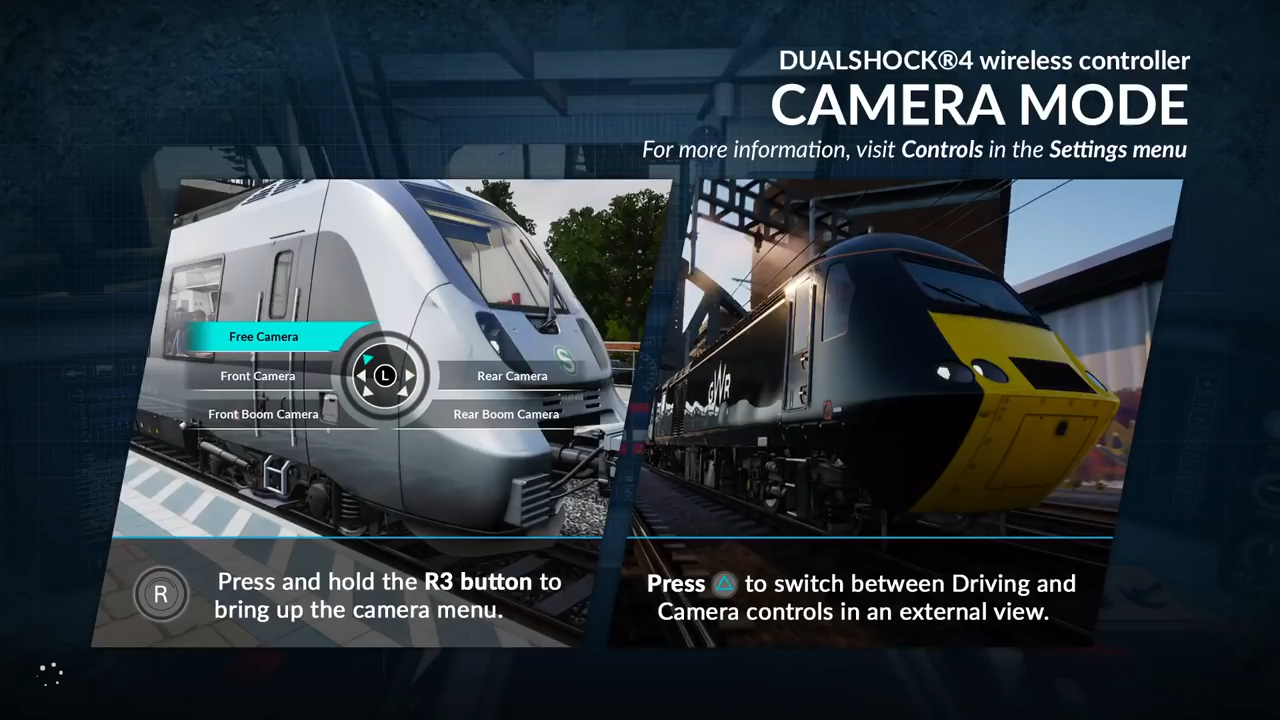 DUALSHOCK®4 wireless controller
CAMERA MODE
For more information, visit Controls in the Settings menu
Free Camera
Front Camera
Front Boom Camera
L
Rear Camera
Rear Boom Camera
S
GWR
R
Press and hold the R3 button to
bring up the camera menu.
Press to switch between Driving and
Camera controls in an external view.